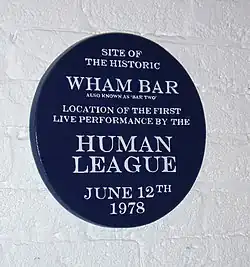 SITE OF
THE HISTORIC
WHAM BAR
ALSO KNOWN AS 'BAR TWO'
LOCATION OF THE FIRST
LIVE PERFORMANCE BY THE
HUMAN
LEAGUE
JUNE 12TH
1978